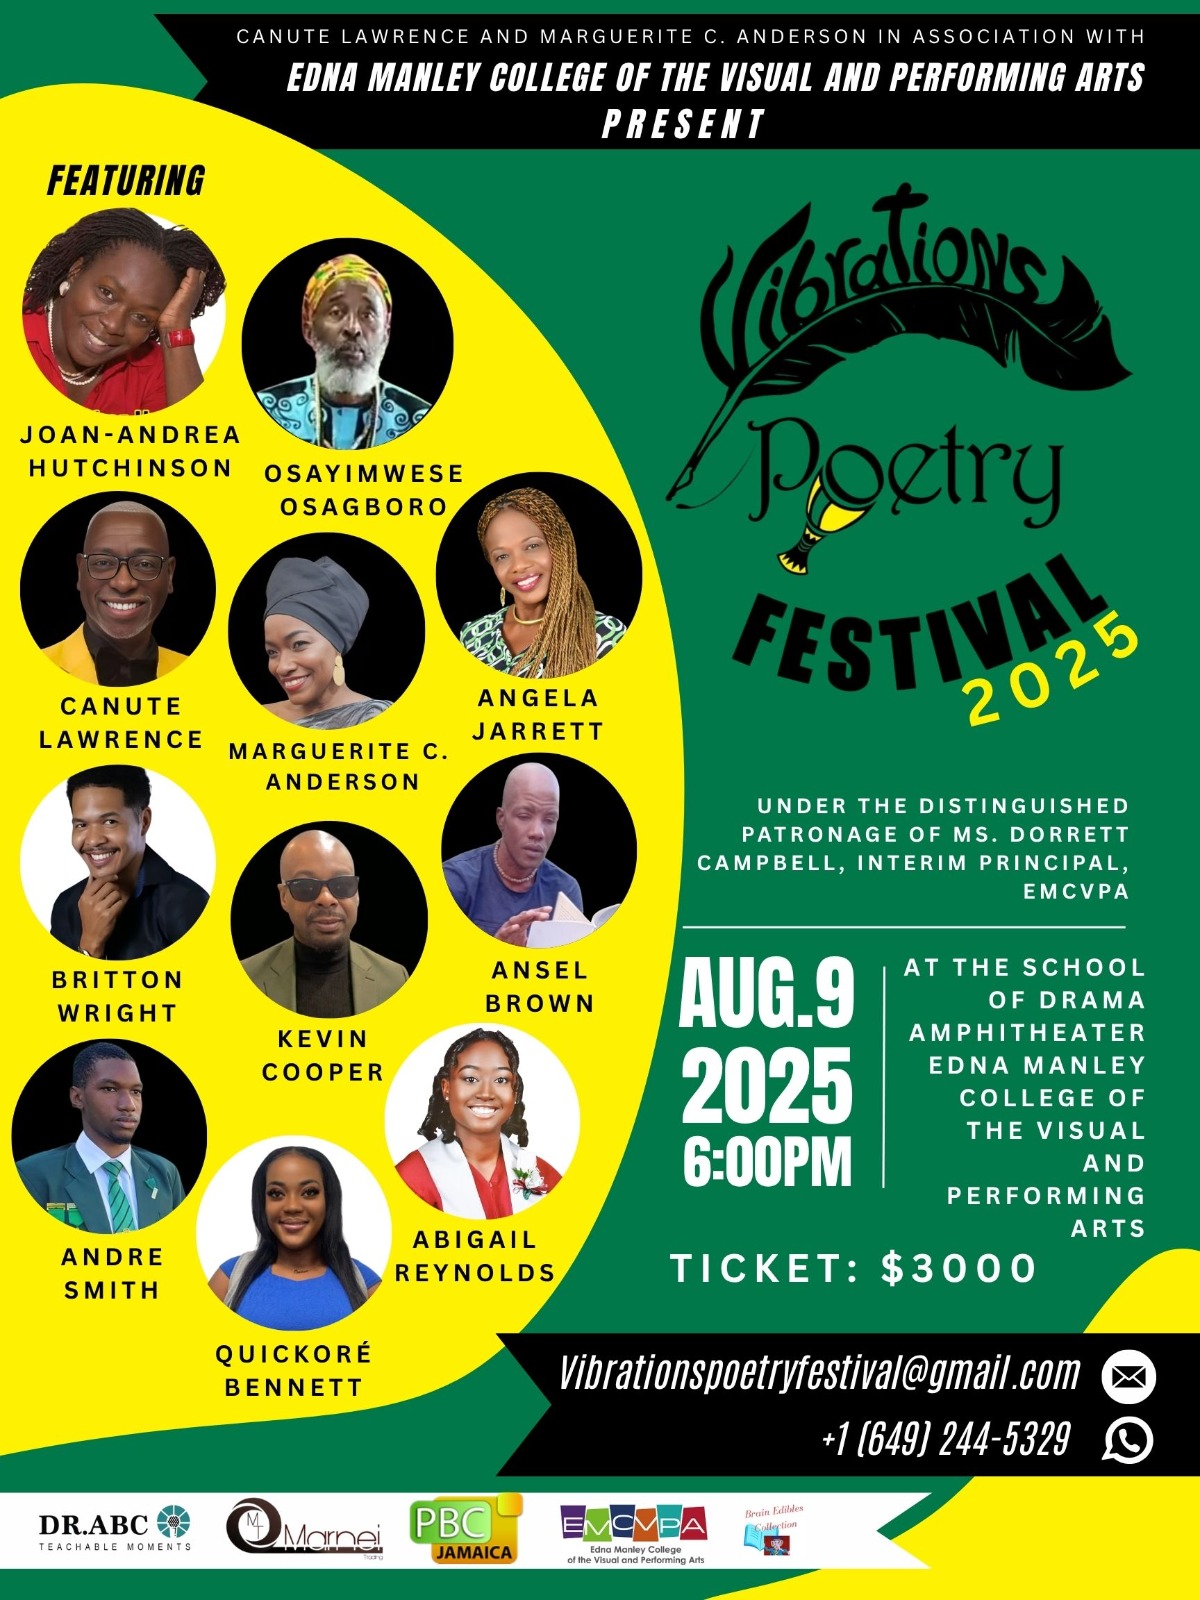 CANUTE LAWRENCE AND MARGUERITE C. ANDERSON IN ASSOCIATION WITH
EDNA MANLEY COLLEGE OF THE VISUAL AND PERFORMING ARTS
PRESENT
FEATURING
JOAN-ANDREA
HUTCHINSON
OSAYIMWESE
OSAGBORO
CANUTE
LAWRENCE
MARGUERITE C.
ANDERSON
ANGELA
JARRETT
BRITTON
WRIGHT
KEVIN
COOPER
ANSEL
BROWN
ANDRE
SMITH
QUICKORÉ
BENNETT
ABIGAIL
REYNOLDS
Vibrations
Poetry
FESTIVAL
2025
UNDER THE DISTINGUISHED
PATRONAGE OF MS. DORRETT
CAMPBELL, INTERIM PRINCIPAL,
EMCVPA
AUG.9
2025
6:00PM
AT THE SCHOOL
OF DRAMA
AMPHITHEATER
EDNA MANLEY
COLLEGE OF
THE VISUAL
AND
PERFORMING
ARTS
TICKET: $3000
Vibrationspoetryfestival@gmail.com
+1 (649) 244-5329
DR.ABC
TEACHABLE MOMENTS
MT
Marnei
Trading
PBC
JAMAICA
EMCVPA
Edna Manley College
of the Visual and Performing Arts
Brain Edibles
Collection